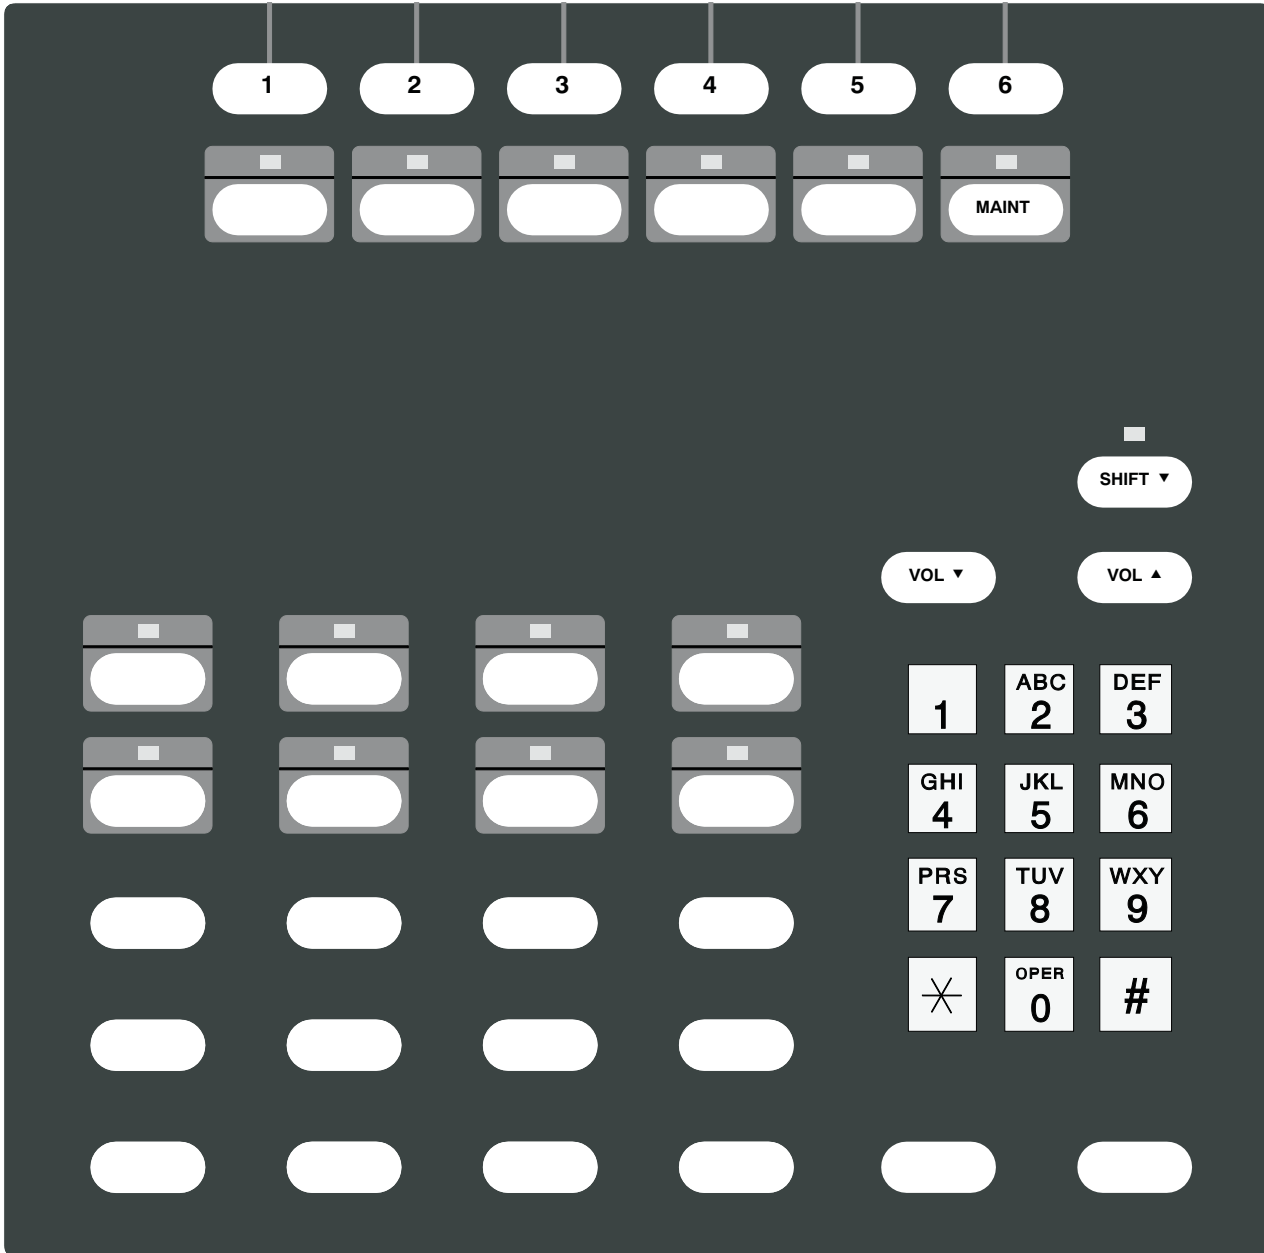 1 2 3 4 5 6
MAINT
SHIFT ▼
VOL ▼ VOL ▲
ABC DEF
1 2 3
GHI JKL MNO
4 5 6
PRS TUV WXY
7 8 9
OPER
* 0 #